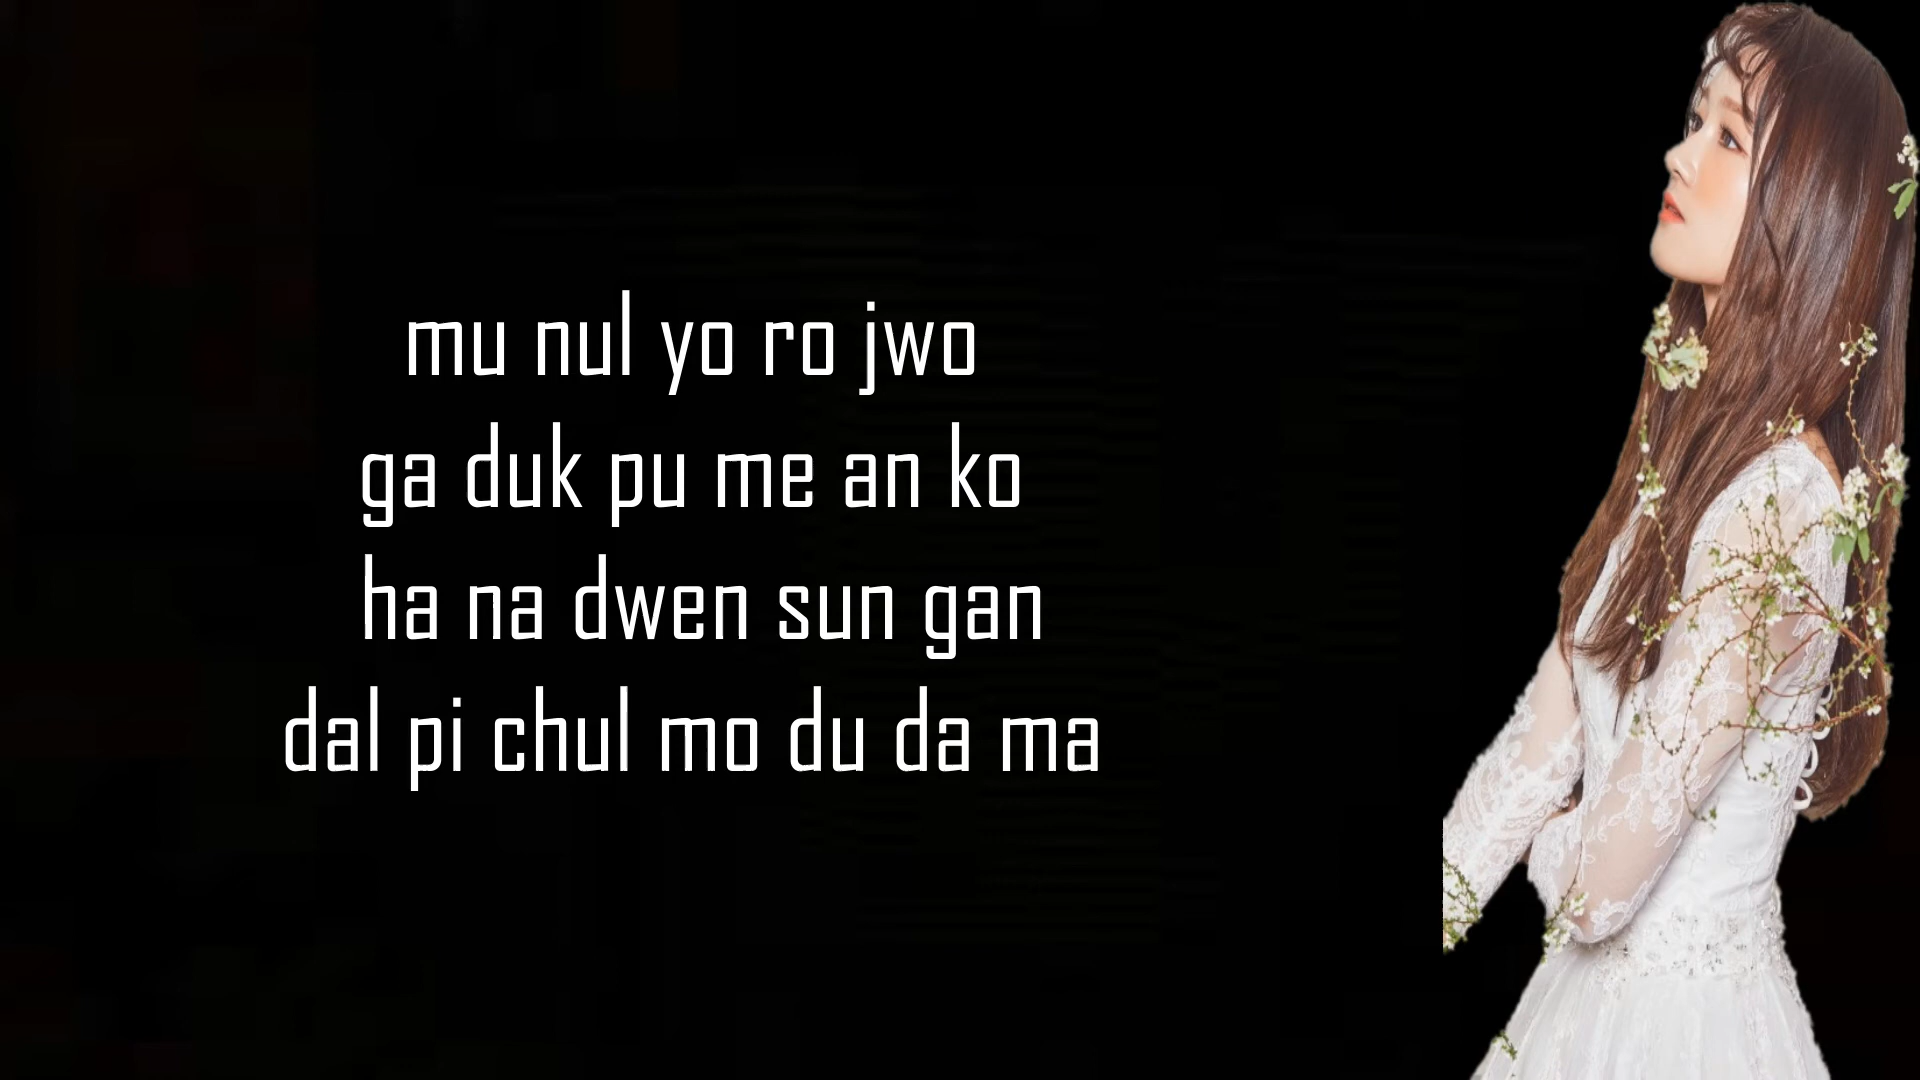 mu nul yo ro jwo
ga duk pu me an ko
ha na dwen sun gan
dal pi chul mo du da ma